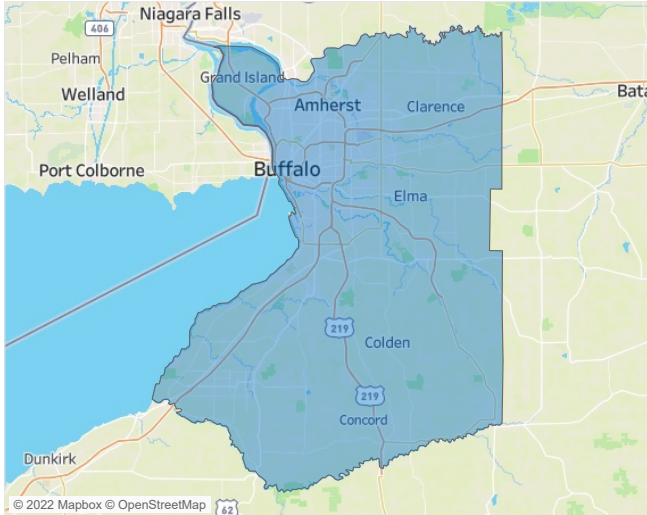 Niagara Falls
406
Pelham
Grand Island
Welland
Amherst
Clarence
Bata
Port Colborne
Buffalo
Elma
219
Colden
219
Concord
Dunkirk
© 2022 Mapbox © OpenStreetMap
62